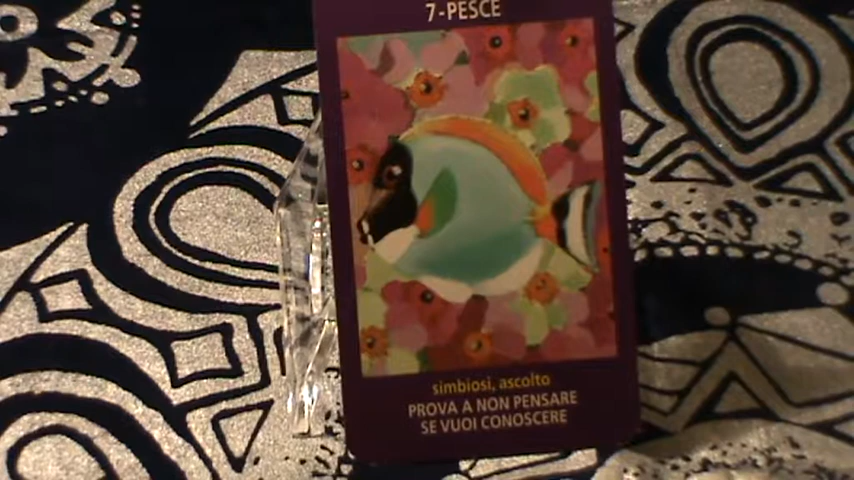 7-PESCE
simbiosi, ascolto
PROVA A NON PENSARE
SE VUOI CONOSCERE